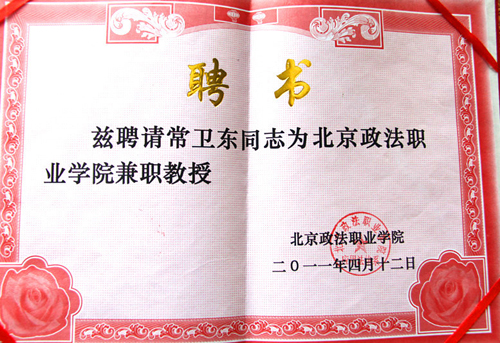 聘书
兹聘请常卫东同志为北京政法职
业学院兼职教授
北京政法职业学院
二０一一年四月十二日